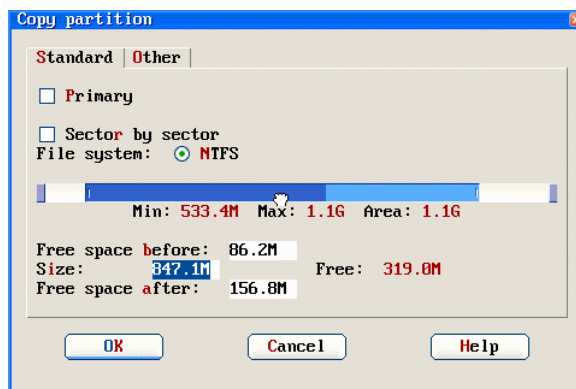 Copy partition
Standard Other
Primary
Sector by sector
File system: NTFS
Min: 533.4M Max: 1.1G Area: 1.1G
Free space before: 86.2M
Size: 847.1M Free: 319.0M
Free space after: 156.8M
OK Cancel Help